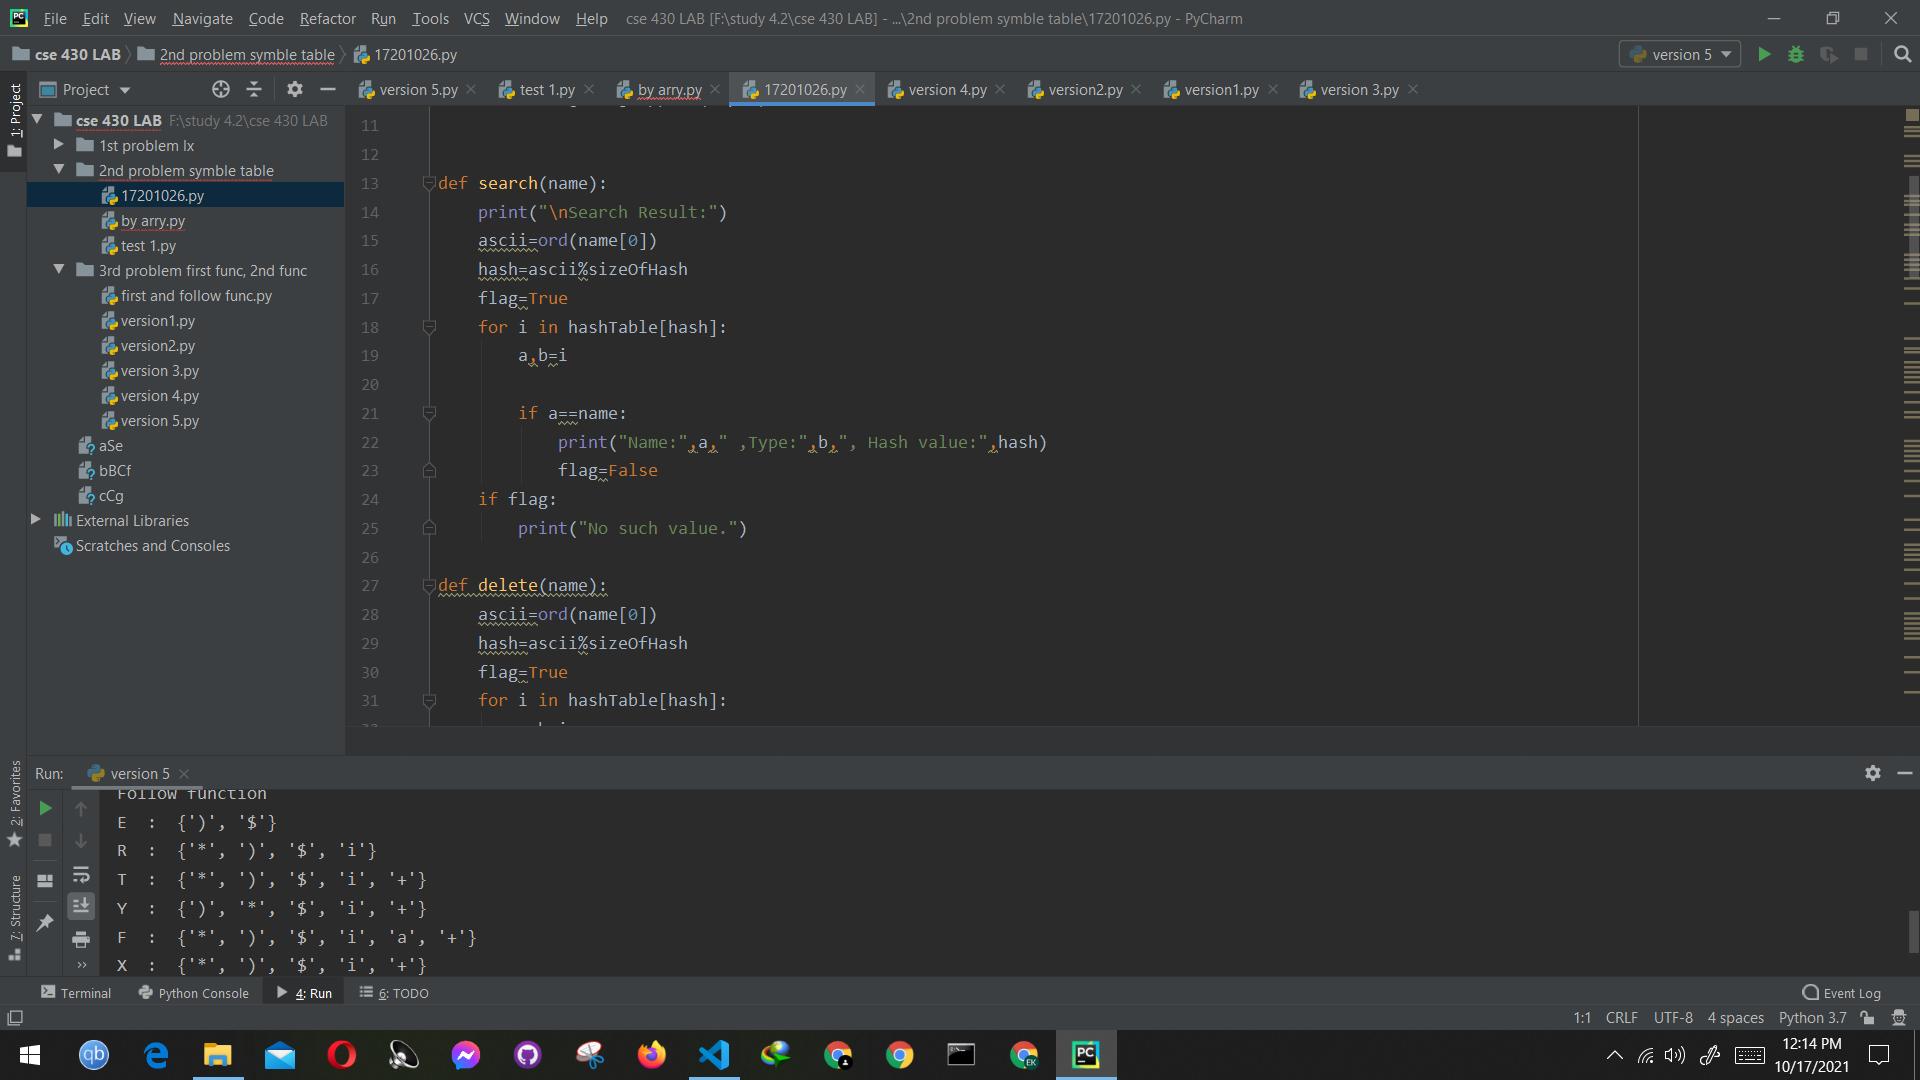 File Edit View Navigate Code Refactor Run Tools VCS Window Help cse 430 LAB [F:\study 4.2\cse 430 LAB] - ...\2nd problem symble table\17201026.py - PyCharm
cse 430 LAB 2nd problem symble table 17201026.py version 5
1: Project
Project
version 5.py test 1.py by arry.py 17201026.py version 4.py version2.py version1.py version 3.py
cse 430 LAB F:\study 4.2\cse 430 LAB
1st problem lx
2nd problem symble table
17201026.py
by arry.py
test 1.py
3rd problem first func, 2nd func
first and follow func.py
version1.py
version2.py
version 3.py
version 4.py
version 5.py
aSe
bBCf
cCg
External Libraries
Scratches and Consoles
11
12
13 def search(name):
14 print("\nSearch Result:")
15 ascii=ord(name[0])
16 hash=ascii%sizeOfHash
17 flag=True
18 for i in hashTable[hash]:
19 a,b=i
20
21 if a==name:
22 print("Name:",a," ,Type:",b,", Hash value:",hash)
23 flag=False
24 if flag:
25 print("No such value.")
26
27 def delete(name):
28 ascii=ord(name[0])
29 hash=ascii%sizeOfHash
30 flag=True
31 for i in hashTable[hash]:
2: Favorites
7: Structure
Run: version 5
Follow function
E : {')', '$'}
R : {'*', ')', '$', 'i'}
T : {'*', ')', '$', 'i', '+'}
Y : {')', '*', '$', 'i', '+'}
F : {'*', ')', '$', 'i', 'a', '+'}
X : {'*', ')', '$', 'i', '+'}
Terminal Python Console 4: Run 6: TODO Event Log
1:1 CRLF UTF-8 4 spaces Python 3.7
12:14 PM
10/17/2021